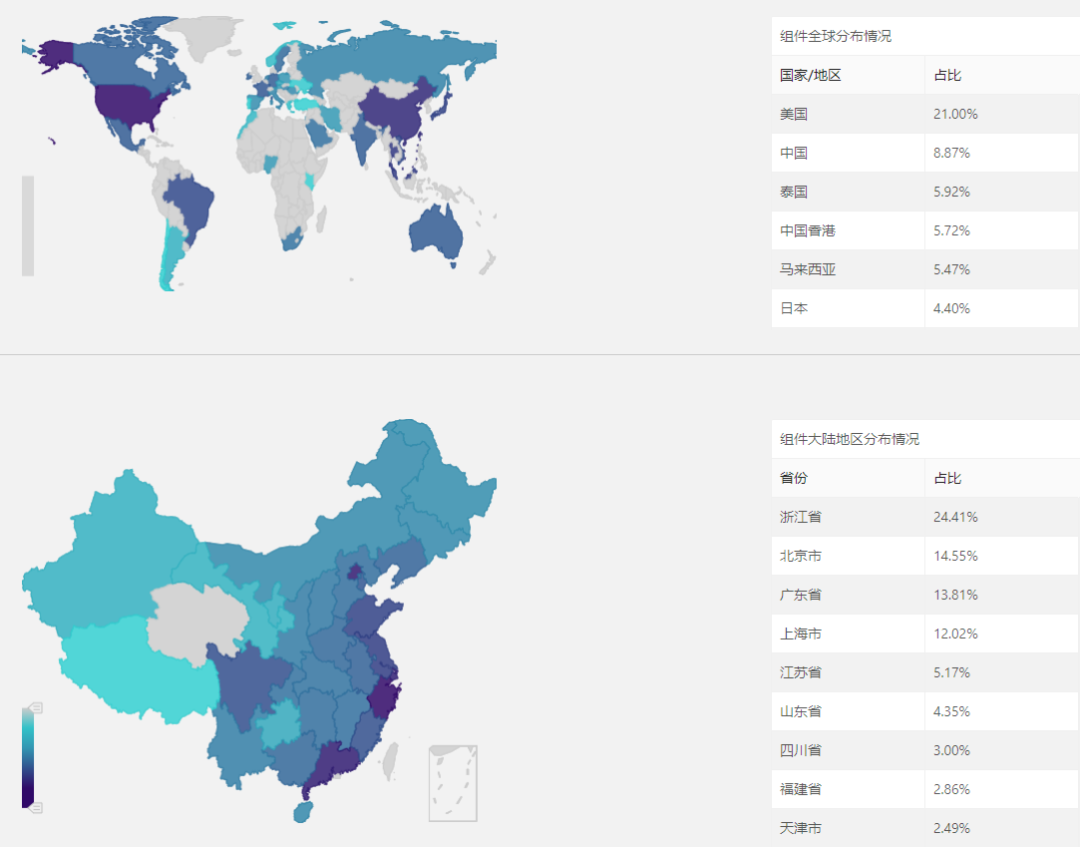 组件全球分布情况
国家/地区 占比
美国 21.00%
中国 8.87%
泰国 5.92%
中国香港 5.72%
马来西亚 5.47%
日本 4.40%
组件大陆地区分布情况
省份 占比
浙江省 24.41%
北京市 14.55%
广东省 13.81%
上海市 12.02%
江苏省 5.17%
山东省 4.35%
四川省 3.00%
福建省 2.86%
天津市 2.49%